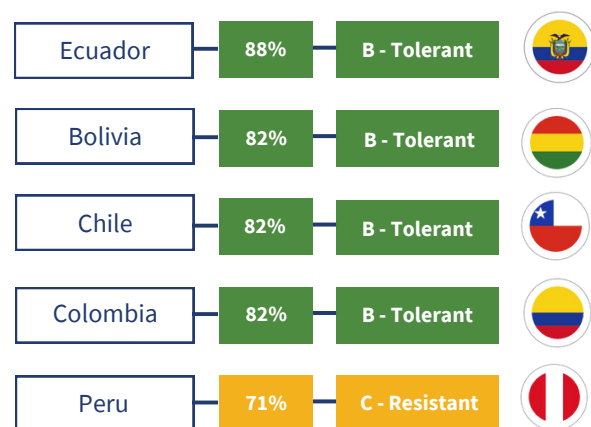 Ecuador 88% B - Tolerant
Bolivia 82% B - Tolerant
Chile 82% B - Tolerant
Colombia 82% B - Tolerant
Peru 71% C - Resistant